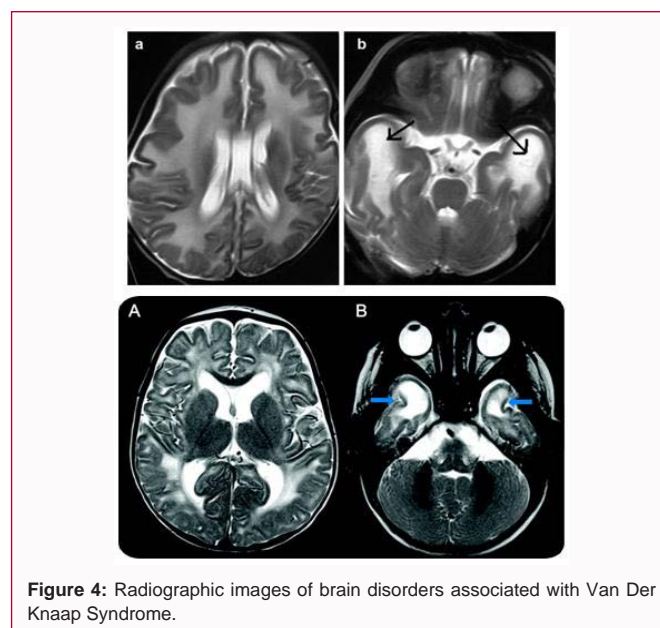 a b
A B
Figure 4: Radiographic images of brain disorders associated with Van Der
Knaap Syndrome.